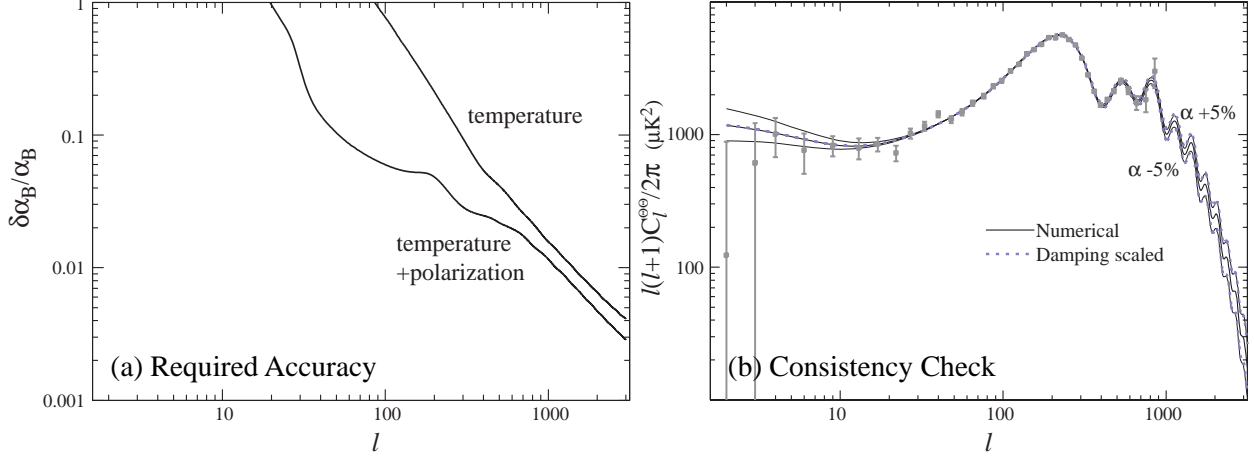 1
0.1
0.01
0.001
δα_B/α_B
temperature
temperature
+polarization
(a) Required Accuracy
10
100
1000
l
1000
100
l(l+1)C_l^{ΘΘ}/2π (μK²)
α +5%
α -5%
Numerical
Damping scaled
(b) Consistency Check
10
100
1000
l